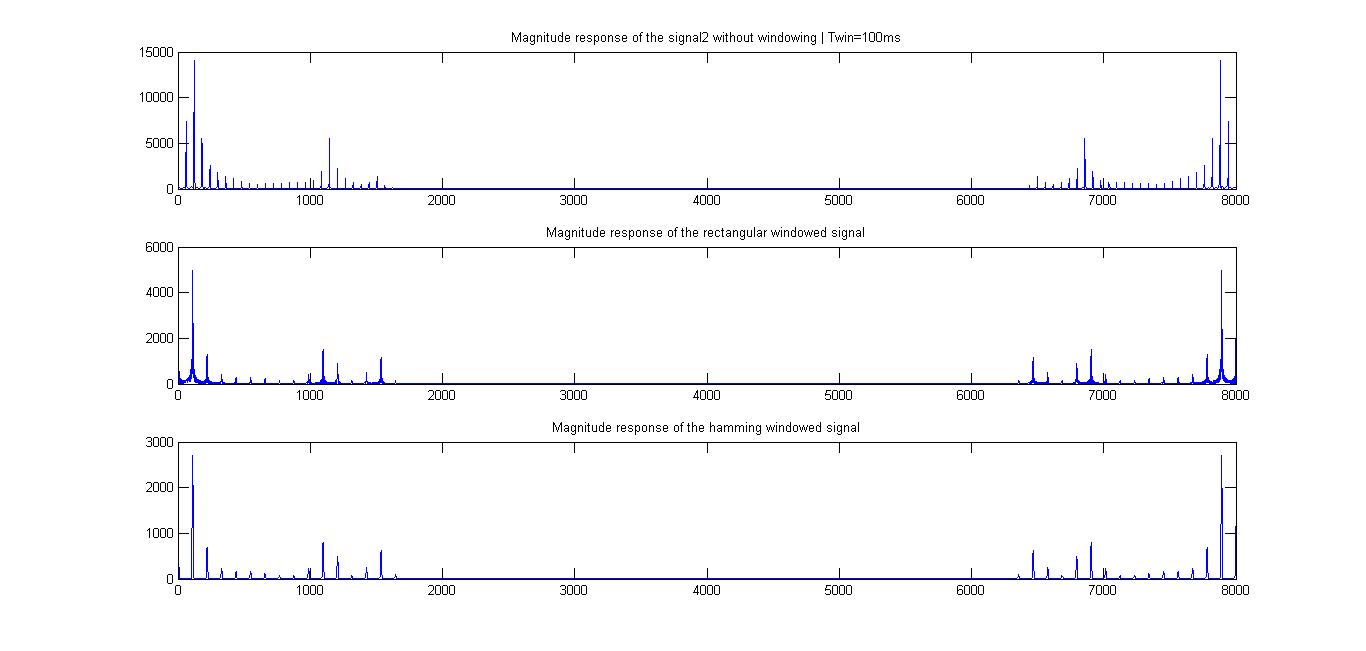 Magnitude response of the signal2 without windowing | Twin=100ms
15000
10000
5000
0
0 1000 2000 3000 4000 5000 6000 7000 8000
Magnitude response of the rectangular windowed signal
6000
4000
2000
0
0 1000 2000 3000 4000 5000 6000 7000 8000
Magnitude response of the hamming windowed signal
3000
2000
1000
0
0 1000 2000 3000 4000 5000 6000 7000 8000